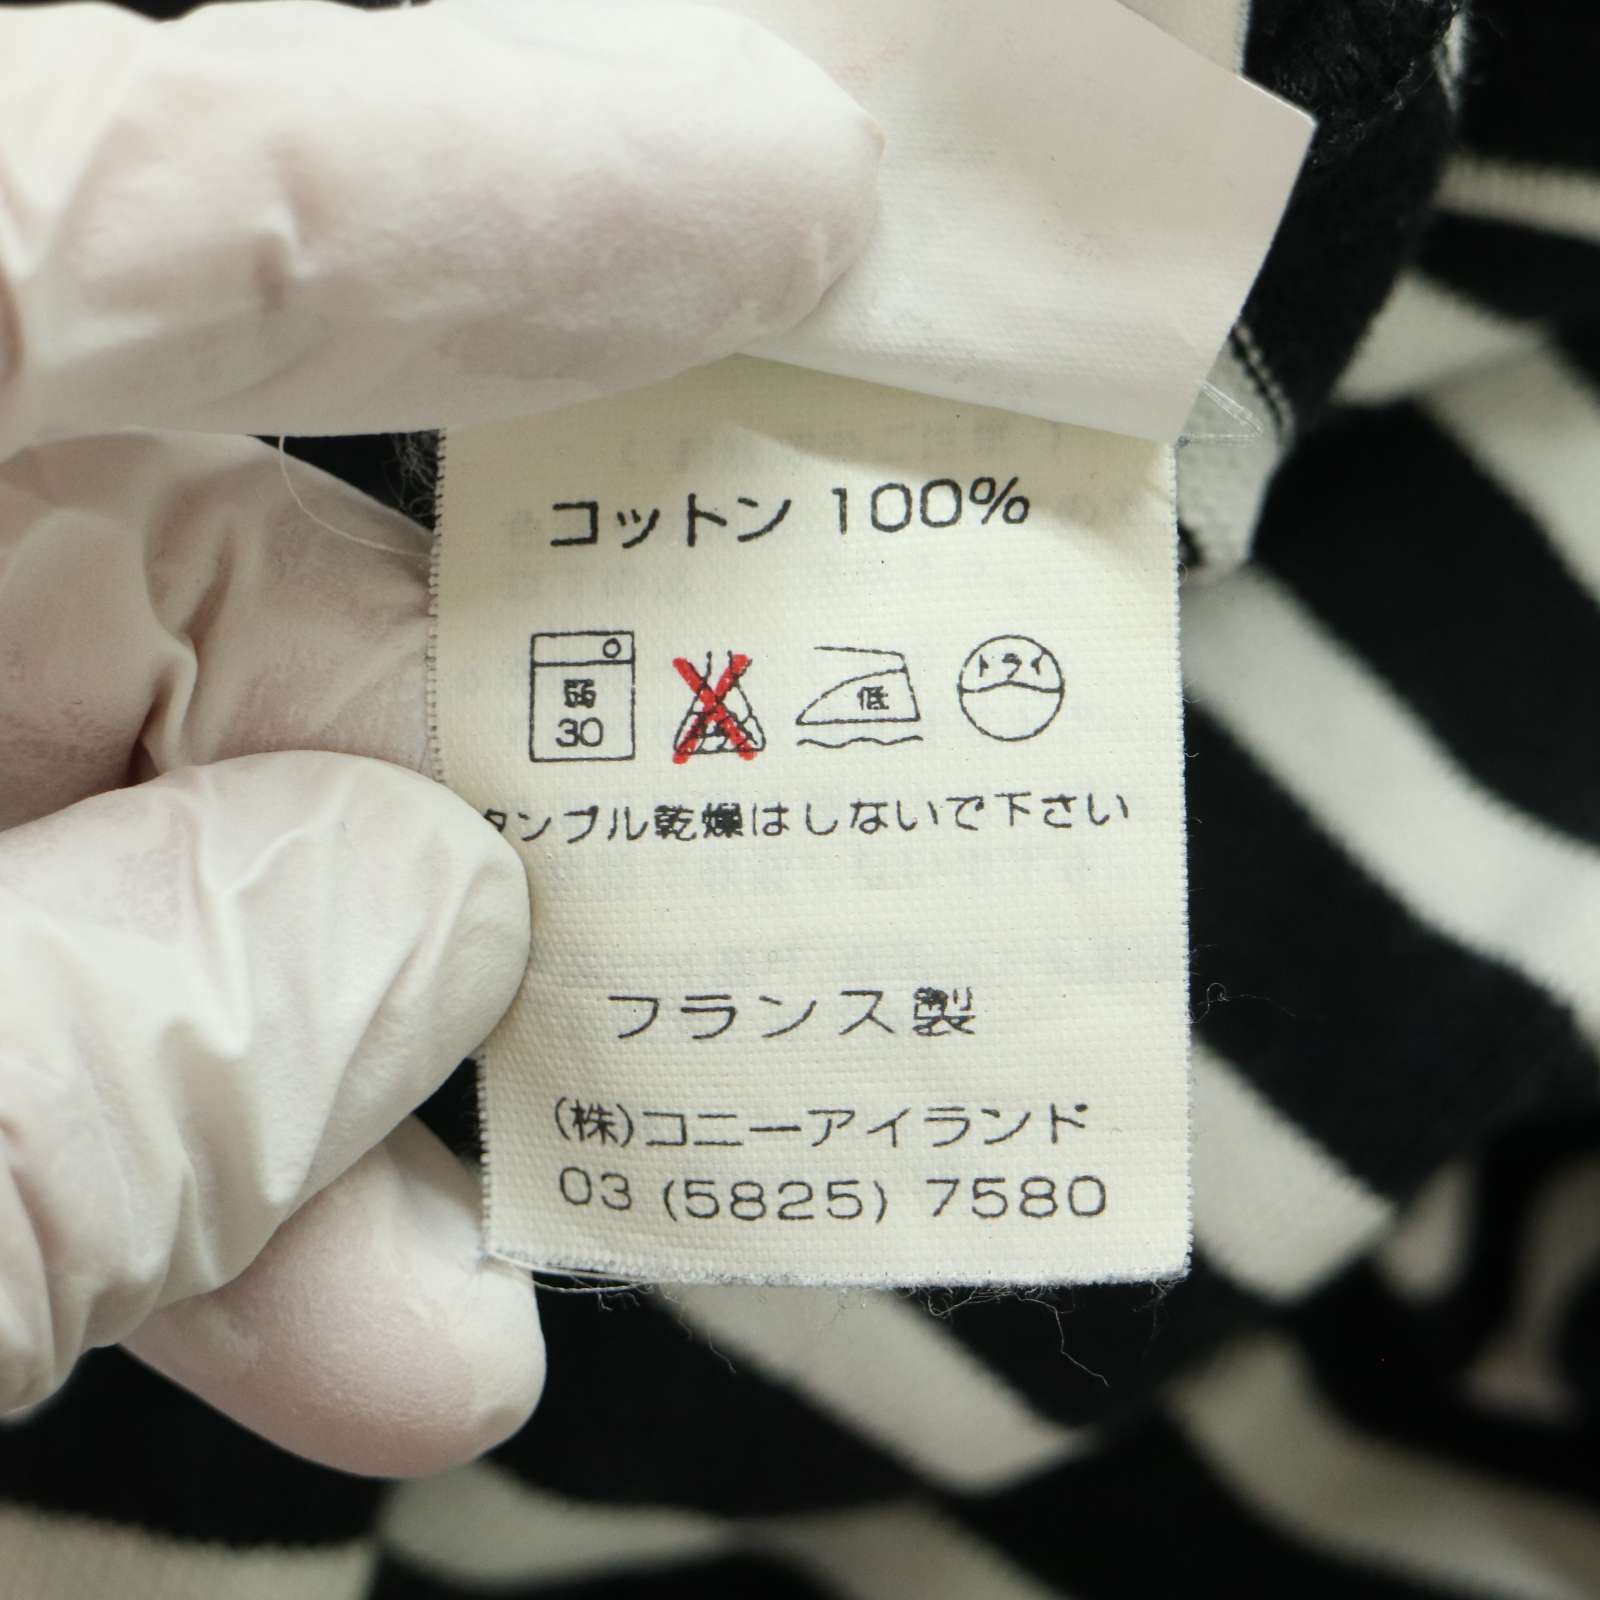 コットン 100%
弱 低 ドライ
30
タンブル乾燥はしないで下さい
フランス製
(株)コニーアイランド
03 (5825) 7580